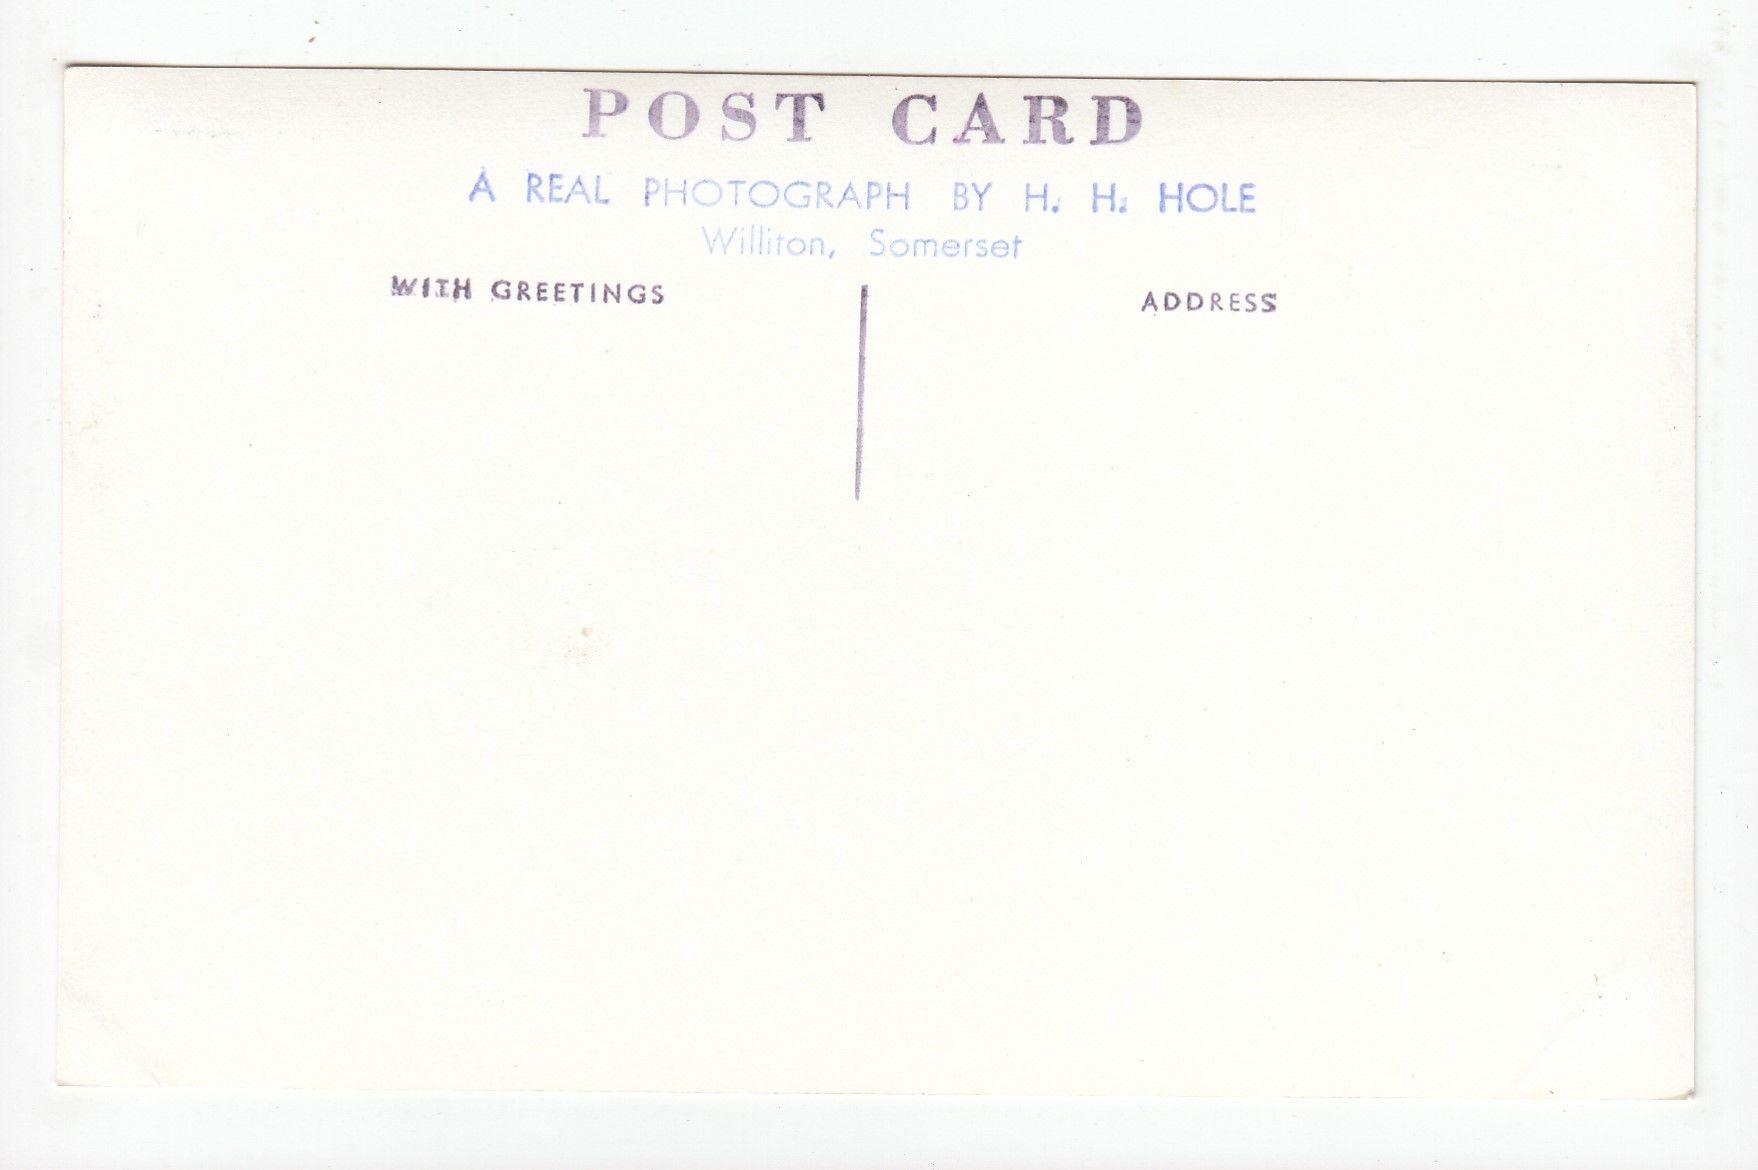 POST CARD
A REAL PHOTOGRAPH BY H. H. HOLE
Williton, Somerset
WITH GREETINGS
ADDRESS